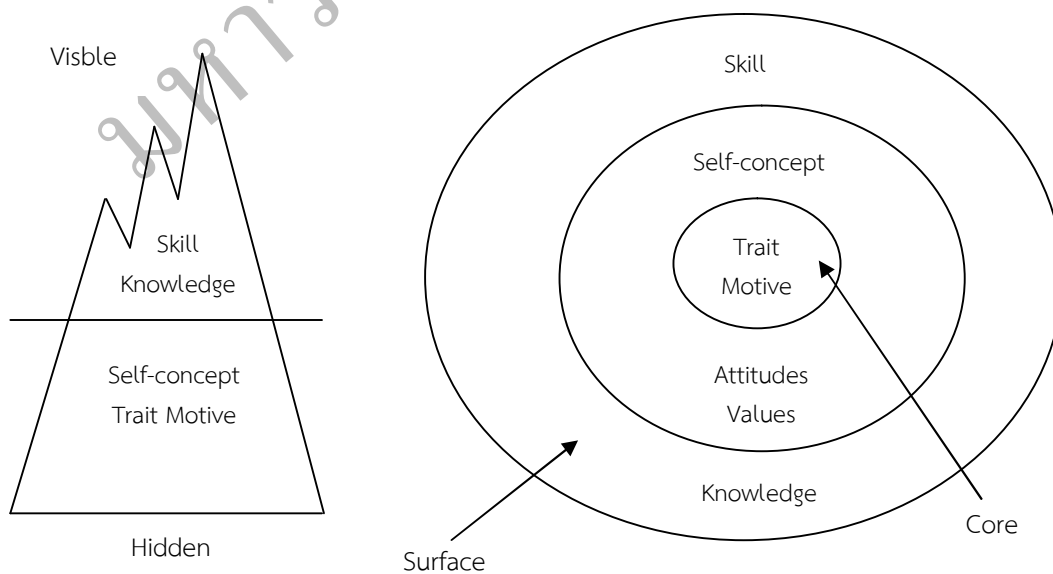 Visble
Skill
Knowledge
Self-concept
Trait Motive
Hidden
Skill
Self-concept
Trait
Motive
Attitudes
Values
Knowledge
Surface
Core